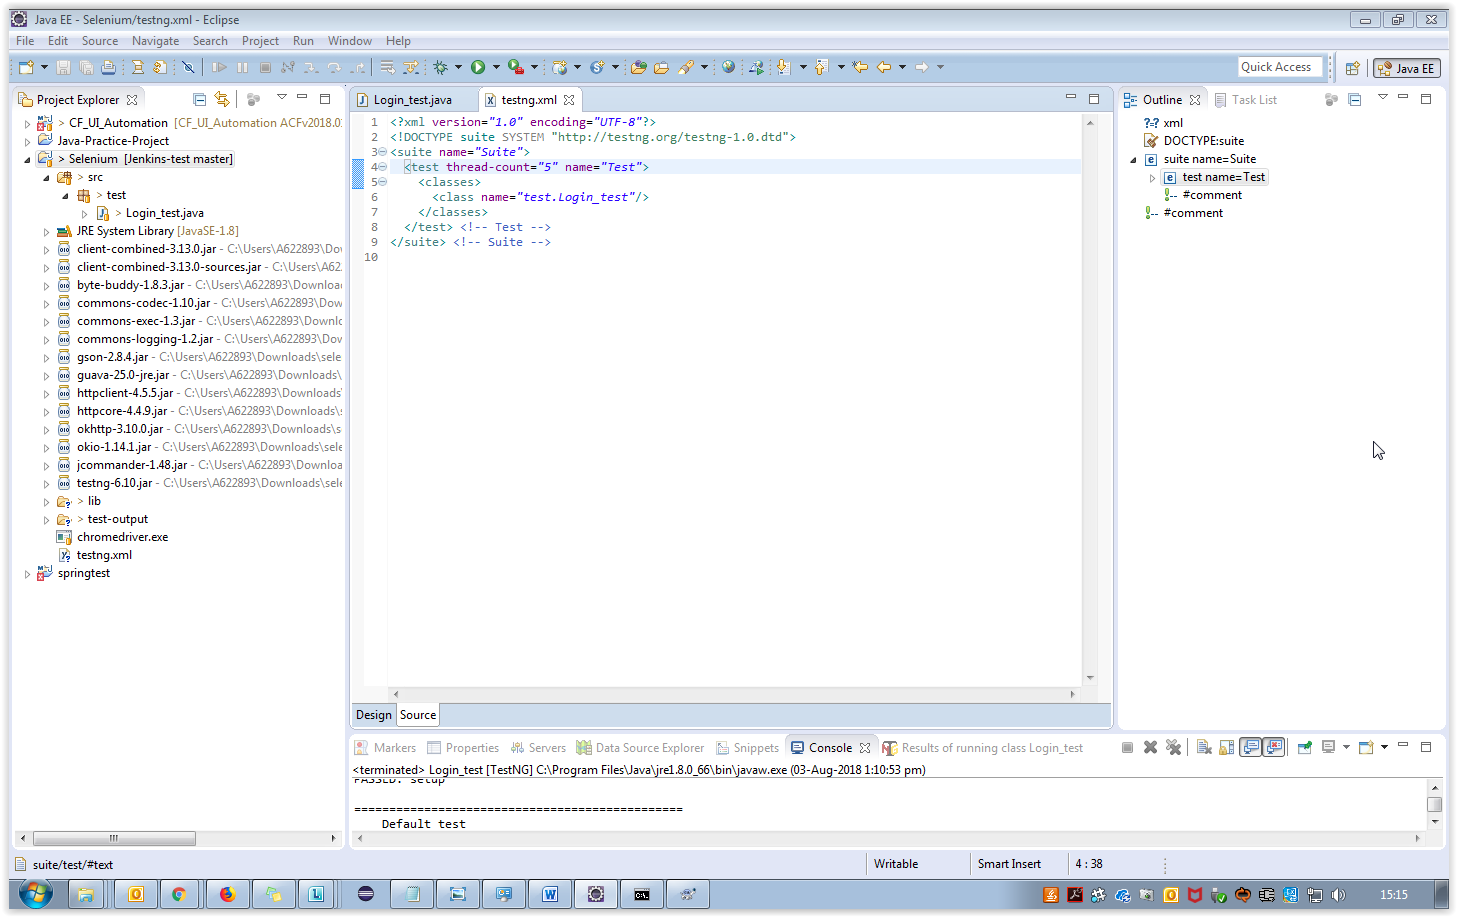 Java EE - Selenium/testng.xml - Eclipse
File Edit Source Navigate Search Project Run Window Help
Quick Access
Java EE
Project Explorer
> CF_UI_Automation [CF_UI_Automation ACFv2018.0
Java-Practice-Project
> Selenium [Jenkins-test master]
> src
> test
> Login_test.java
JRE System Library [JavaSE-1.8]
client-combined-3.13.0.jar - C:\Users\A622893\Dow
client-combined-3.13.0-sources.jar - C:\Users\A62
byte-buddy-1.8.3.jar - C:\Users\A622893\Downloa
commons-codec-1.10.jar - C:\Users\A622893\Down
commons-exec-1.3.jar - C:\Users\A622893\Downl
commons-logging-1.2.jar - C:\Users\A622893\Dow
gson-2.8.4.jar - C:\Users\A622893\Downloads\sele
guava-25.0-jre.jar - C:\Users\A622893\Downloads\
httpclient-4.5.5.jar - C:\Users\A622893\Downloads\
httpcore-4.4.9.jar - C:\Users\A622893\Downloads\s
okhttp-3.10.0.jar - C:\Users\A622893\Downloads\s
okio-1.14.1.jar - C:\Users\A622893\Downloads\sele
jcommander-1.48.jar - C:\Users\A622893\Downloa
testng-6.10.jar - C:\Users\A622893\Downloads\sele
> lib
> test-output
chromedriver.exe
testng.xml
springtest
Login_test.java
testng.xml
1 <?xml version="1.0" encoding="UTF-8"?>
2 <!DOCTYPE suite SYSTEM "http://testng.org/testng-1.0.dtd">
3 <suite name="Suite">
4 <test thread-count="5" name="Test">
5 <classes>
6 <class name="test.Login_test"/>
7 </classes>
8 </test> <!-- Test -->
9 </suite> <!-- Suite -->
10
Design Source
Outline Task List
xml
DOCTYPE:suite
suite name=Suite
test name=Test
#comment
#comment
Markers Properties Servers Data Source Explorer Snippets Console Results of running class Login_test
<terminated> Login_test [TestNG] C:\Program Files\Java\jre1.8.0_66\bin\javaw.exe (03-Aug-2018 1:10:53 pm)
PASSED: setup
===============================================
Default test
suite/test/#text
Writable
Smart Insert
4 : 38
15:15